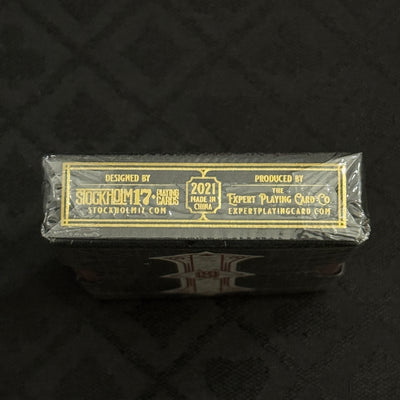 DESIGNED BY
STOCKHOLM17 PLAYING CARDS
STOCKHOLM17.COM
2021
MADE IN
CHINA
PRODUCED BY
THE
EXPERT PLAYING CARD CO.
EXPERTPLAYINGCARD.COM